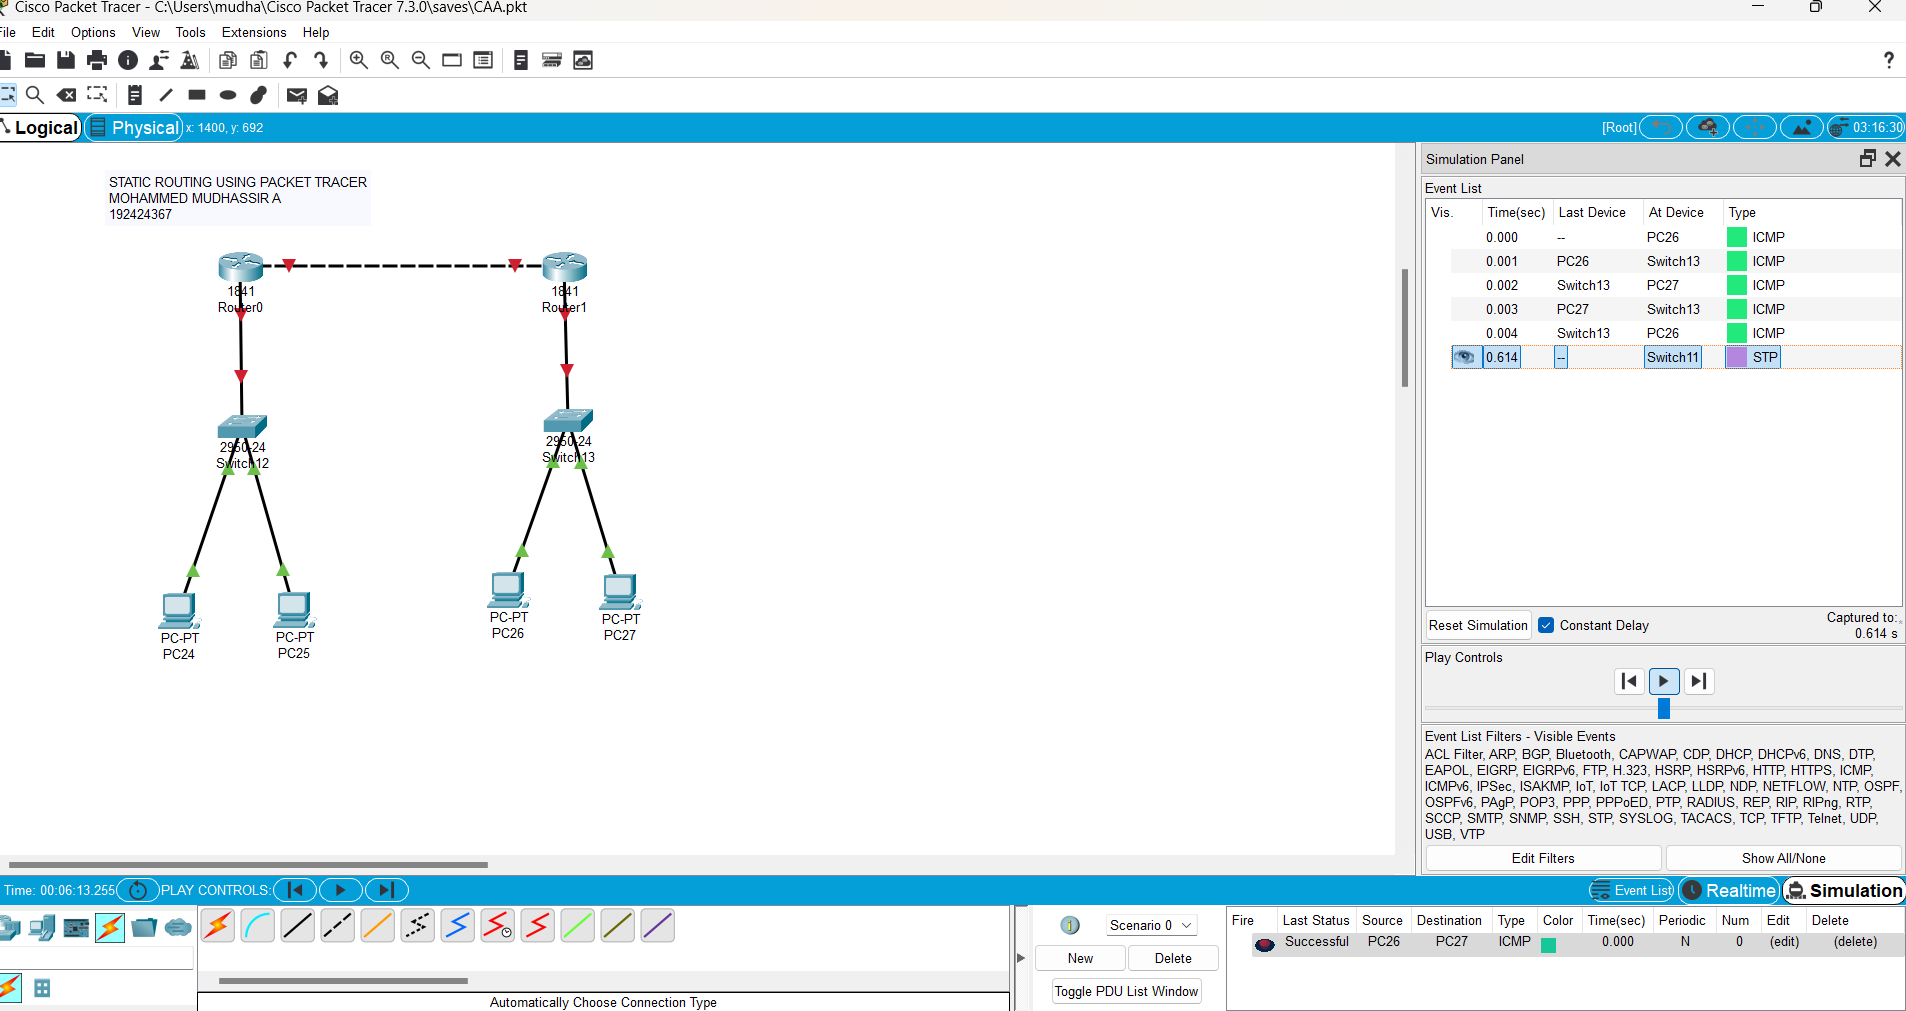 Cisco Packet Tracer - C:\Users\mudha\Cisco Packet Tracer 7.3.0\saves\CAA.pkt
File Edit Options View Tools Extensions Help
?
Logical Physical x: 1400, y: 692 [Root] 03:16:30
STATIC ROUTING USING PACKET TRACER
MOHAMMED MUDHASSIR A
192424367
1841
Router0
1841
Router1
2950-24
Switch12
2950-24
Switch13
PC-PT
PC24
PC-PT
PC25
PC-PT
PC26
PC-PT
PC27
Simulation Panel
Event List
Vis. Time(sec) Last Device At Device Type
0.000 -- PC26 ICMP
0.001 PC26 Switch13 ICMP
0.002 Switch13 PC27 ICMP
0.003 PC27 Switch13 ICMP
0.004 Switch13 PC26 ICMP
0.614 -- Switch11 STP
Reset Simulation Constant Delay Captured to:
0.614 s
Play Controls
Event List Filters - Visible Events
ACL Filter, ARP, BGP, Bluetooth, CAPWAP, CDP, DHCP, DHCPv6, DNS, DTP,
EAPOL, EIGRP, EIGRPv6, FTP, H.323, HSRP, HSRPv6, HTTP, HTTPS, ICMP,
ICMPv6, IPSec, ISAKMP, IoT, IoT TCP, LACP, LLDP, NDP, NETFLOW, NTP, OSPF,
OSPFv6, PAgP, POP3, PPP, PPPoED, PTP, RADIUS, REP, RIP, RIPng, RTP,
SCCP, SMTP, SNMP, SSH, STP, SYSLOG, TACACS, TCP, TFTP, Telnet, UDP,
USB, VTP
Edit Filters Show All/None
Time: 00:06:13.255 PLAY CONTROLS: Event List Realtime Simulation
Scenario 0
New Delete
Toggle PDU List Window
Fire Last Status Source Destination Type Color Time(sec) Periodic Num Edit Delete
Successful PC26 PC27 ICMP 0.000 N 0 (edit) (delete)
Automatically Choose Connection Type